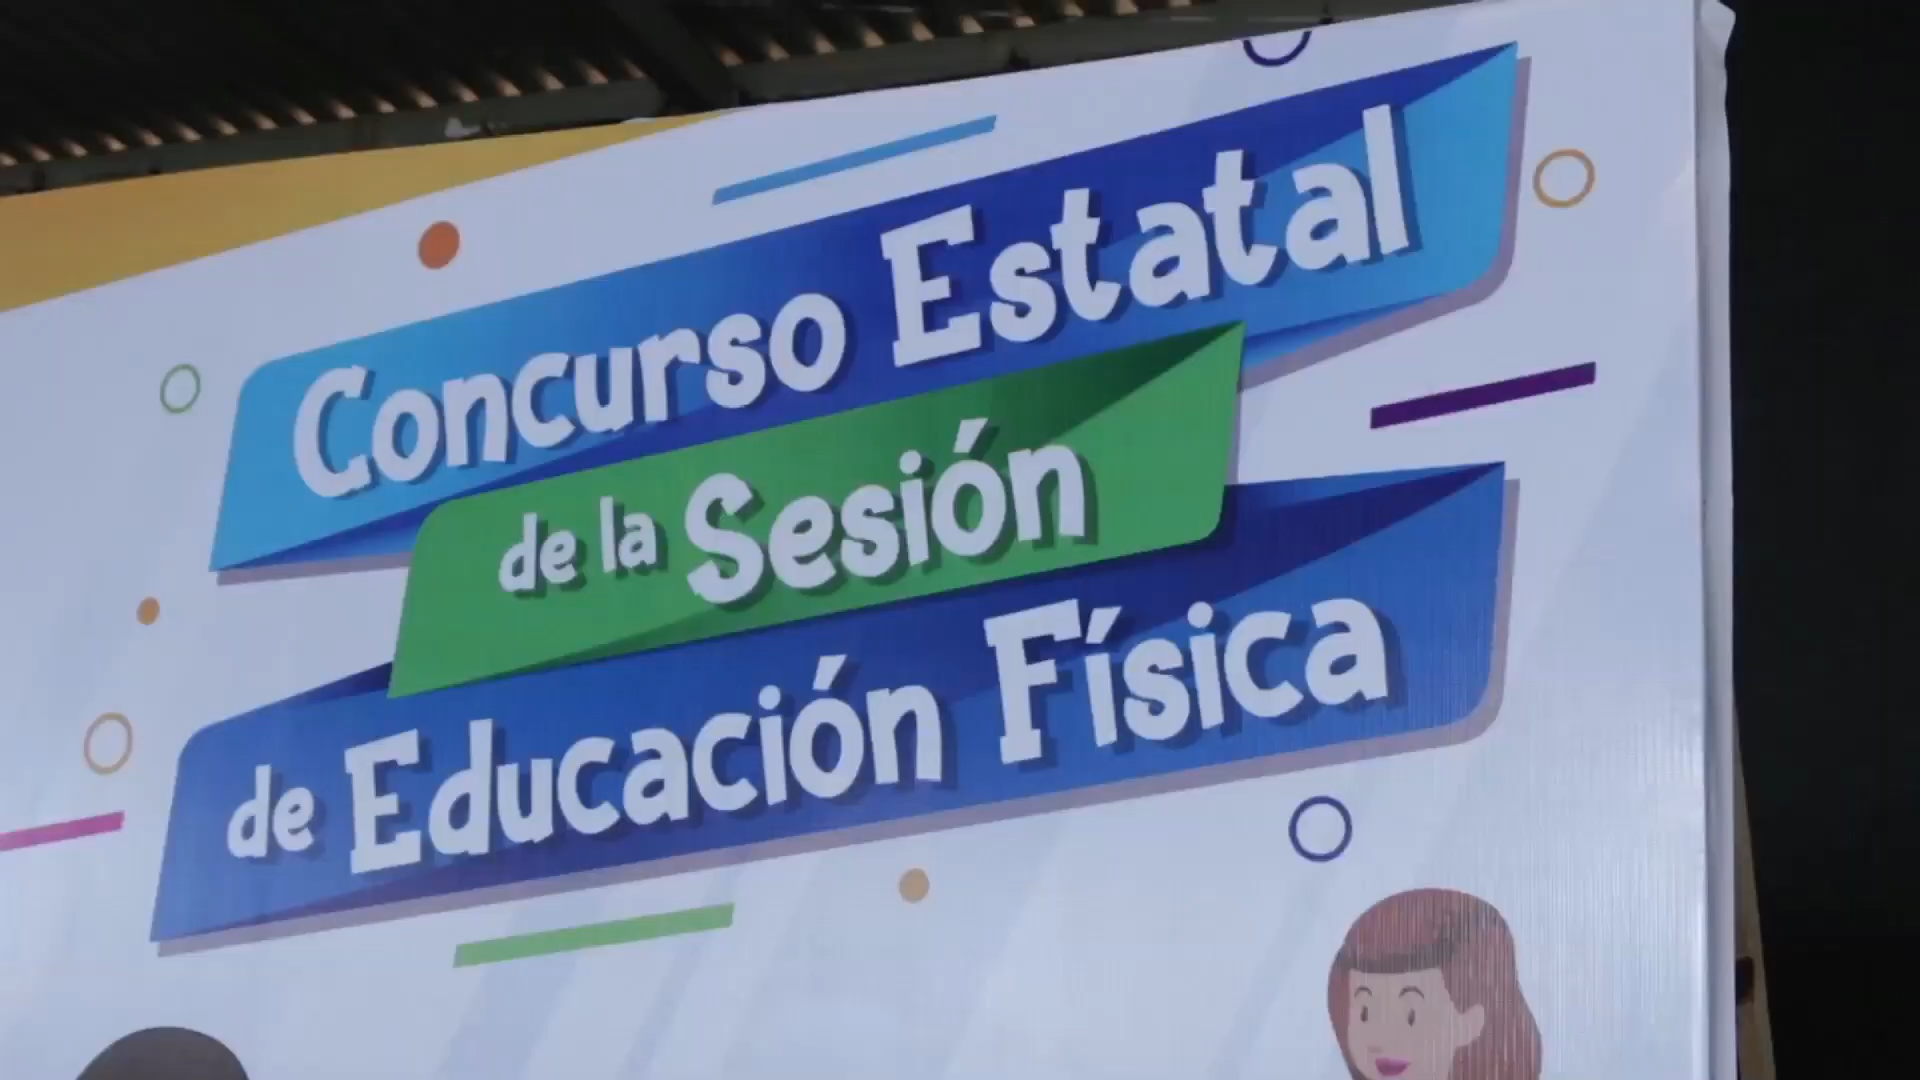 Concurso Estatal
de la Sesión
de Educación Física